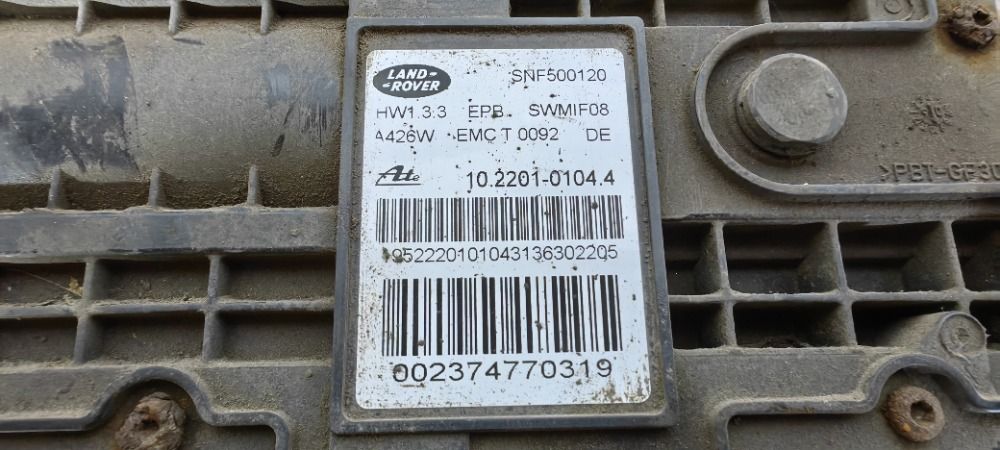 LAND-
-ROVER
SNF500120
HW1.3.3 EPB SWMIF08
A426W EMC T 0092 DE
Ate 10.2201-0104.4
002374770319
>PBT-GF30